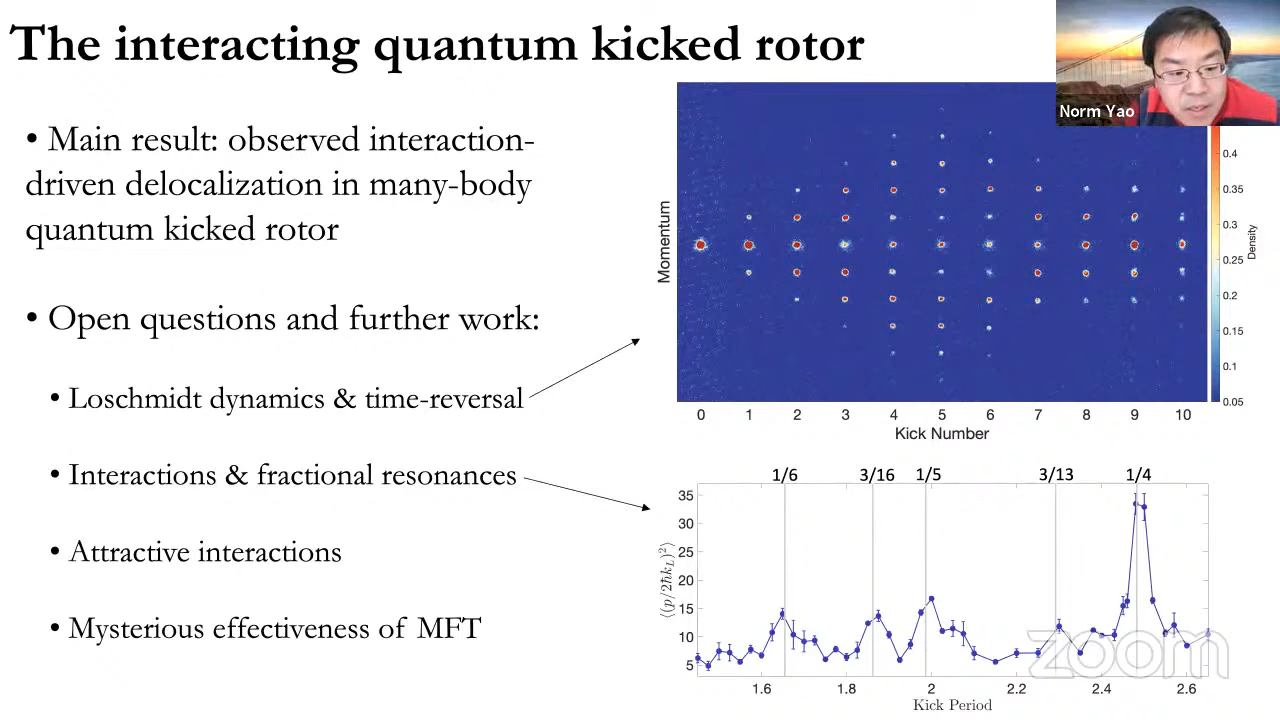 The interacting quantum kicked rotor
Norm Yao
• Main result: observed interaction-
driven delocalization in many-body
quantum kicked rotor
• Open questions and further work:
• Loschmidt dynamics & time-reversal
• Interactions & fractional resonances
• Attractive interactions
• Mysterious effectiveness of MFT
Momentum
0 1 2 3 4 5 6 7 8 9 10
Kick Number
0.4
0.35
0.3
0.25
0.2
0.15
0.1
0.05
Density
1/6 3/16 1/5 3/13 1/4
35
30
25
20
15
10
5
⟨(p/2ħk_L)²⟩
1.6 1.8 2 2.2 2.4 2.6
Kick Period
zoom